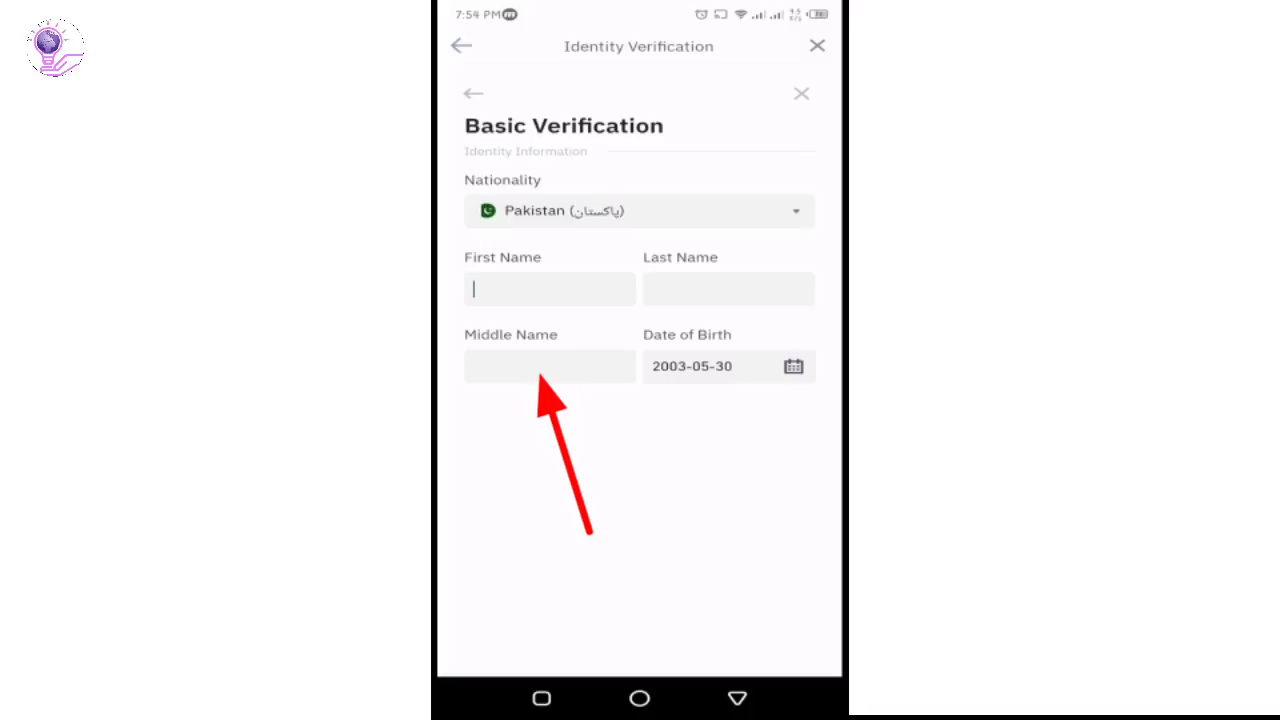 7:54 PM
Identity Verification
Basic Verification
Identity Information
Nationality
Pakistan (پاکستان)
First Name Last Name
Middle Name Date of Birth
2003-05-30